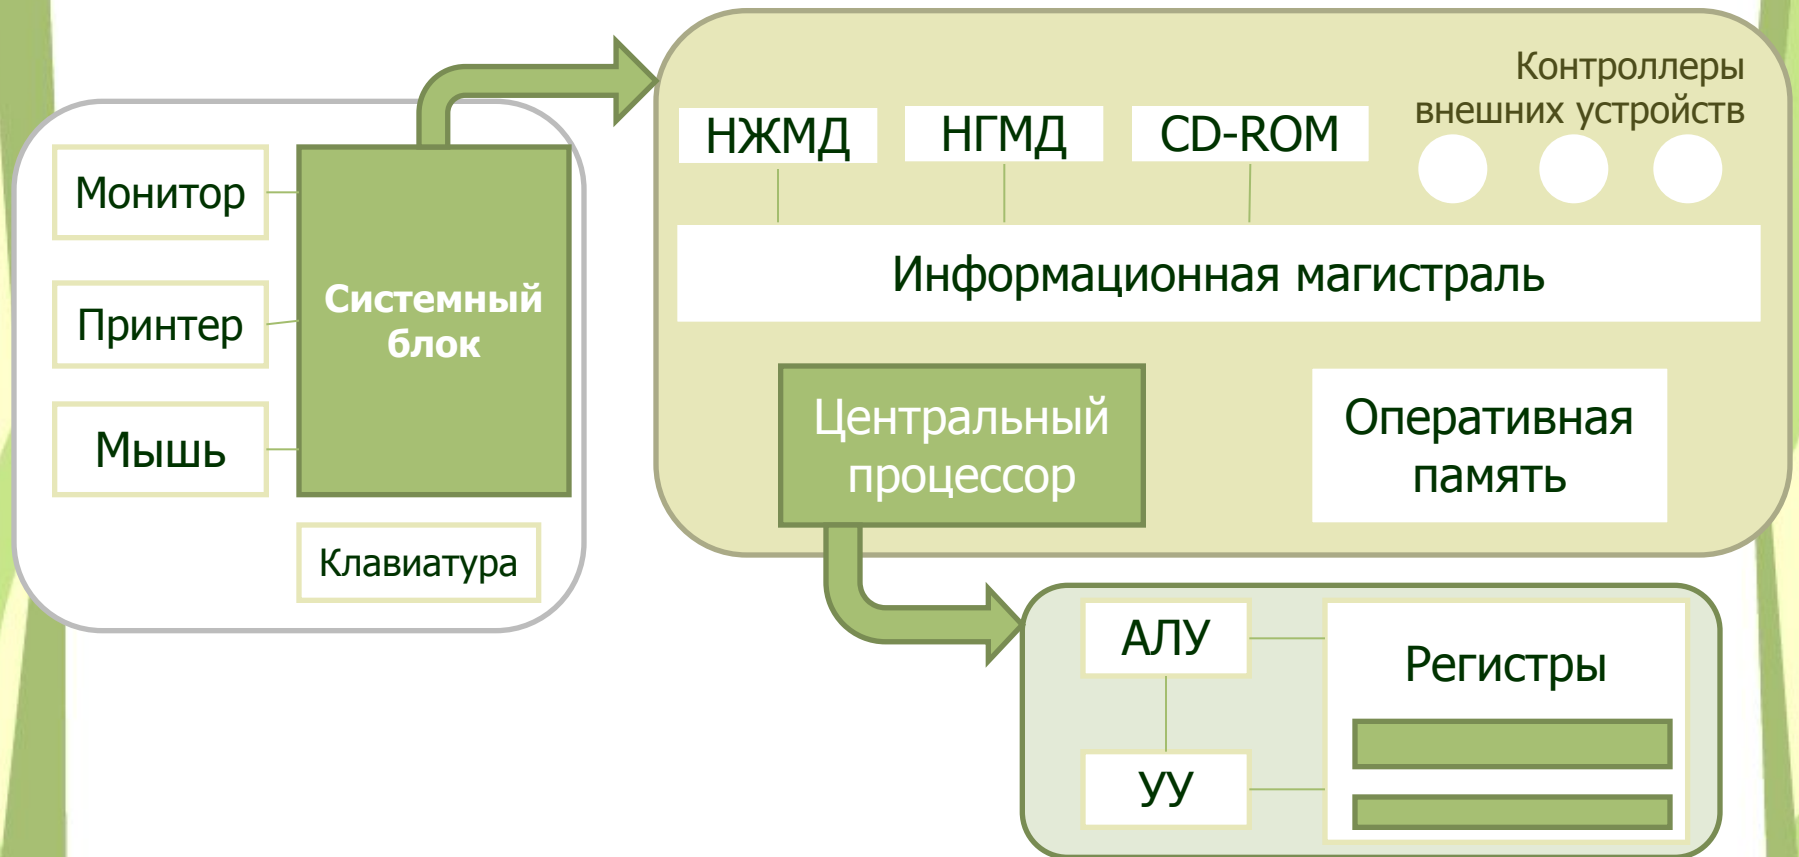 Монитор
Принтер
Мышь
Системный
блок
Клавиатура
Контроллеры
внешних устройств
НЖМД
НГМД
CD-ROM
Информационная магистраль
Центральный
процессор
Оперативная
память
АЛУ
УУ
Регистры